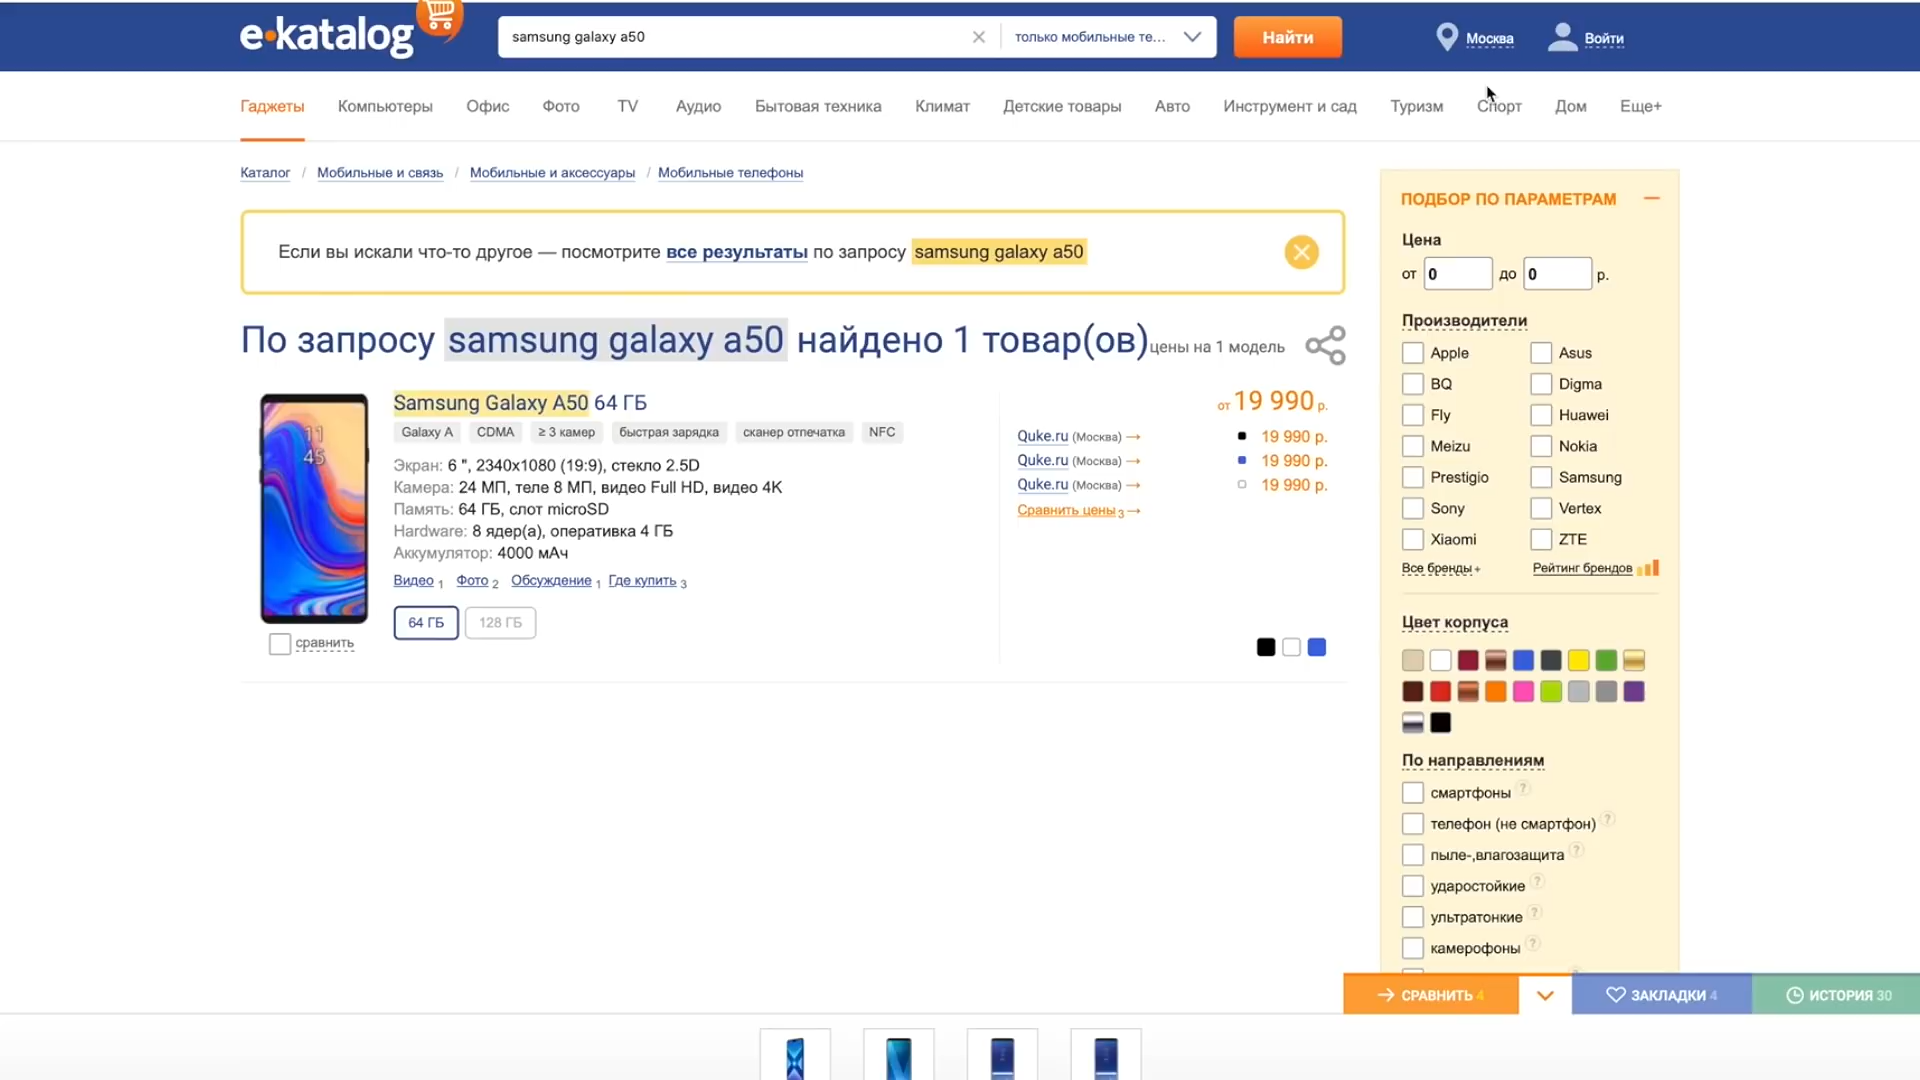 e-katalog
samsung galaxy a50
только мобильные те...
Найти
Москва
Войти
Гаджеты Компьютеры Офис Фото TV Аудио Бытовая техника Климат Детские товары Авто Инструмент и сад Туризм Спорт Дом Еще+
Каталог / Мобильные и связь / Мобильные и аксессуары / Мобильные телефоны
Если вы искали что-то другое — посмотрите все результаты по запросу samsung galaxy a50
По запросу samsung galaxy a50 найдено 1 товар(ов) цены на 1 модель
11
45
сравнить
Samsung Galaxy A50 64 ГБ
Galaxy A CDMA ≥ 3 камер быстрая зарядка сканер отпечатка NFC
Экран: 6 ", 2340x1080 (19:9), стекло 2.5D
Камера: 24 МП, теле 8 МП, видео Full HD, видео 4K
Память: 64 ГБ, слот microSD
Hardware: 8 ядер(а), оперативка 4 ГБ
Аккумулятор: 4000 мАч
Видео 1 Фото 2 Обсуждение 1 Где купить 3
64 ГБ 128 ГБ
от 19 990 р.
Quke.ru (Москва) → 19 990 р.
Quke.ru (Москва) → 19 990 р.
Quke.ru (Москва) → 19 990 р.
Сравнить цены 3 →
ПОДБОР ПО ПАРАМЕТРАМ —
Цена
от 0 до 0 р.
Производители
Apple Asus
BQ Digma
Fly Huawei
Meizu Nokia
Prestigio Samsung
Sony Vertex
Xiaomi ZTE
Все бренды+ Рейтинг брендов
Цвет корпуса
По направлениям
смартфоны ?
телефон (не смартфон) ?
пыле-,влагозащита ?
ударостойкие ?
ультратонкие ?
камерофоны ?
→ СРАВНИТЬ 4
ЗАКЛАДКИ 4
ИСТОРИЯ 30